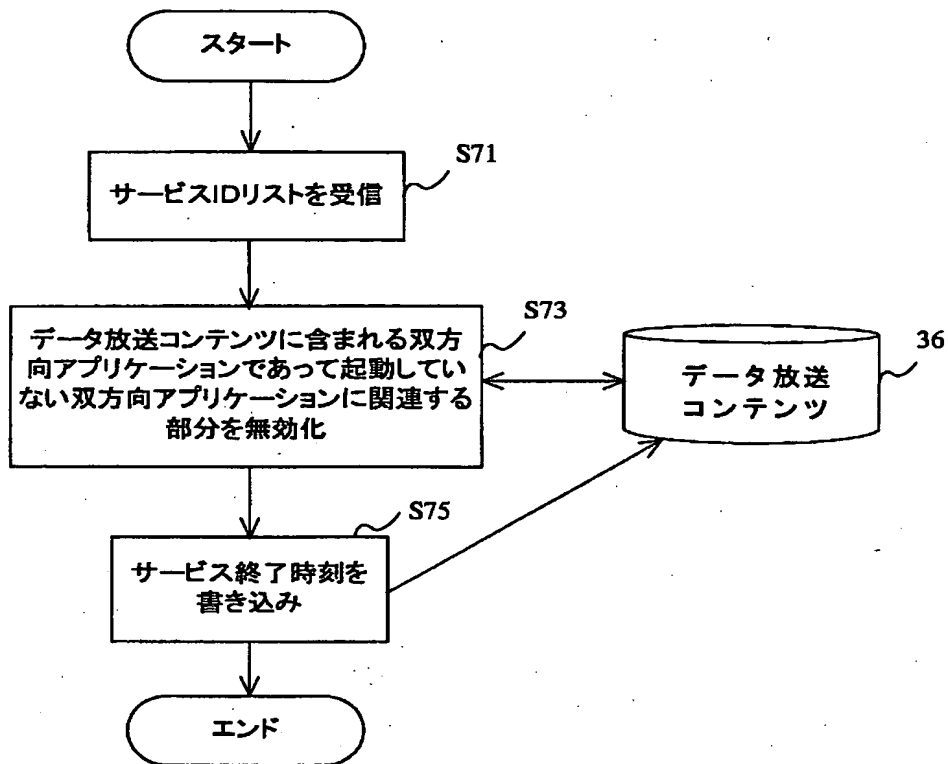 スタート
S71
サービスIDリストを受信
S73
データ放送コンテンツに含まれる双方
向アプリケーションであって起動してい
ない双方向アプリケーションに関連する
部分を無効化
36
データ放送
コンテンツ
S75
サービス終了時刻を
書き込み
エンド